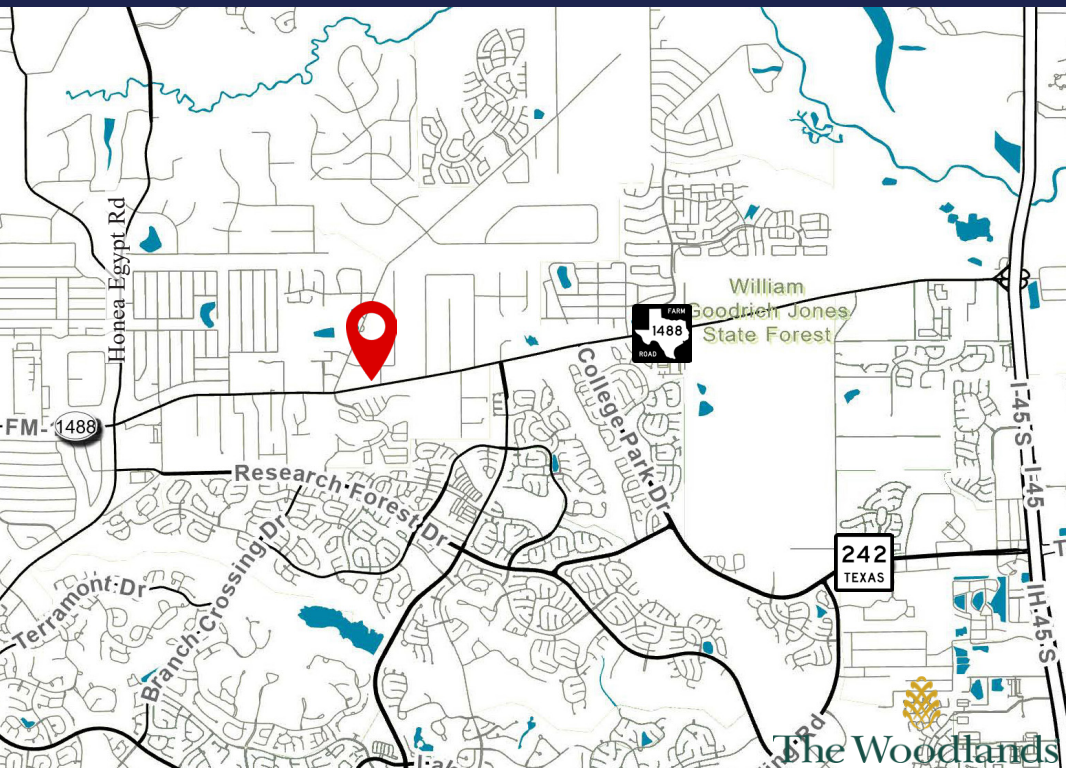 Honea Egypt Rd
William
Goodrich Jones
State Forest
FARM
1488
ROAD
College Park Dr
FM
1488
I-45 S
I-45
Research Forest Dr
242
TEXAS
Terramont Dr
Branch Crossing Dr
IH-45 S
Rd
The Woodlands